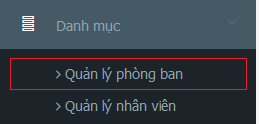 Danh mục
> Quản lý phòng ban
> Quản lý nhân viên